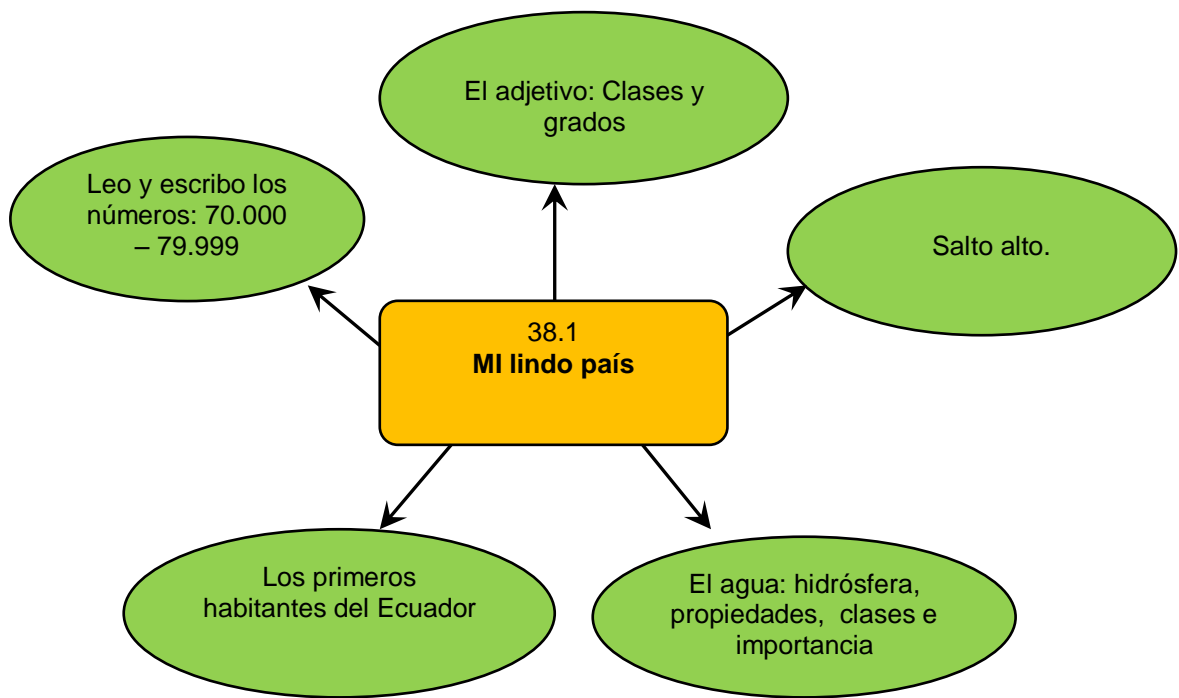 El adjetivo: Clases y
grados
Leo y escribo los
números: 70.000
– 79.999
Salto alto.
38.1
MI lindo país
Los primeros
habitantes del Ecuador
El agua: hidrósfera,
propiedades, clases e
importancia